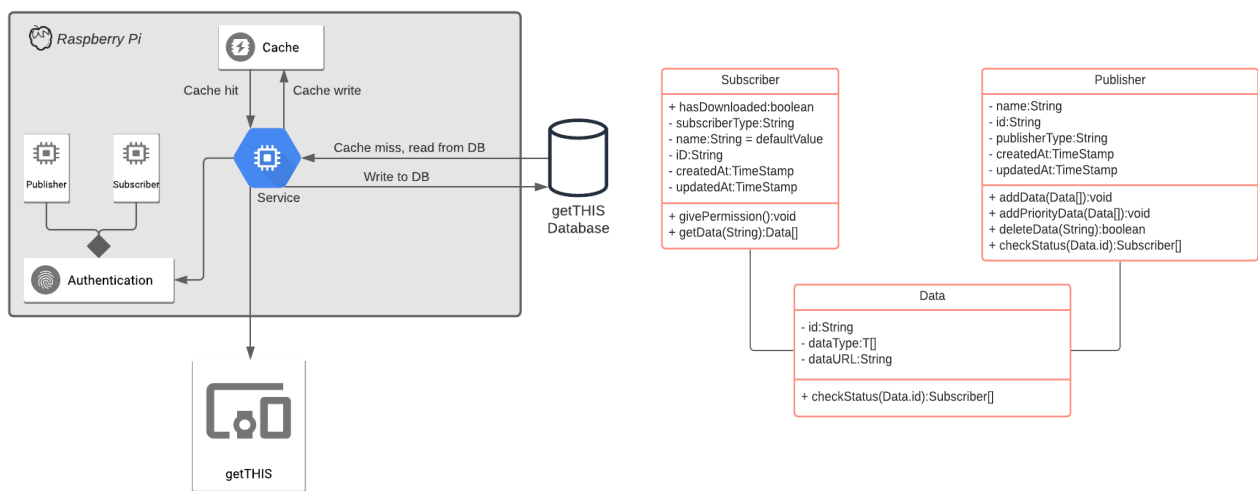 Raspberry Pi
Cache
Cache hit
Cache write
Publisher
Subscriber
Cache miss, read from DB
Write to DB
Service
getTHIS
Database
Authentication
getTHIS
Subscriber
+ hasDownloaded:boolean
- subscriberType:String
- name:String = defaultValue
- iD:String
- createdAt:TimeStamp
- updatedAt:TimeStamp
+ givePermission():void
+ getData(String):Data[]
Publisher
- name:String
- id:String
- publisherType:String
- createdAt:TimeStamp
- updatedAt:TimeStamp
+ addData(Data[]):void
+ addPriorityData(Data[]):void
+ deleteData(String):boolean
+ checkStatus(Data.id):Subscriber[]
Data
- id:String
- dataType:T[]
- dataURL:String
+ checkStatus(Data.id):Subscriber[]